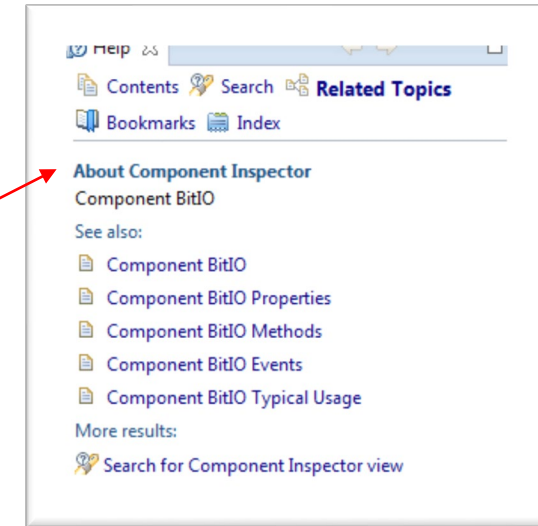 Help
Contents Search Related Topics
Bookmarks Index
About Component Inspector
Component BitIO
See also:
Component BitIO
Component BitIO Properties
Component BitIO Methods
Component BitIO Events
Component BitIO Typical Usage
More results:
Search for Component Inspector view